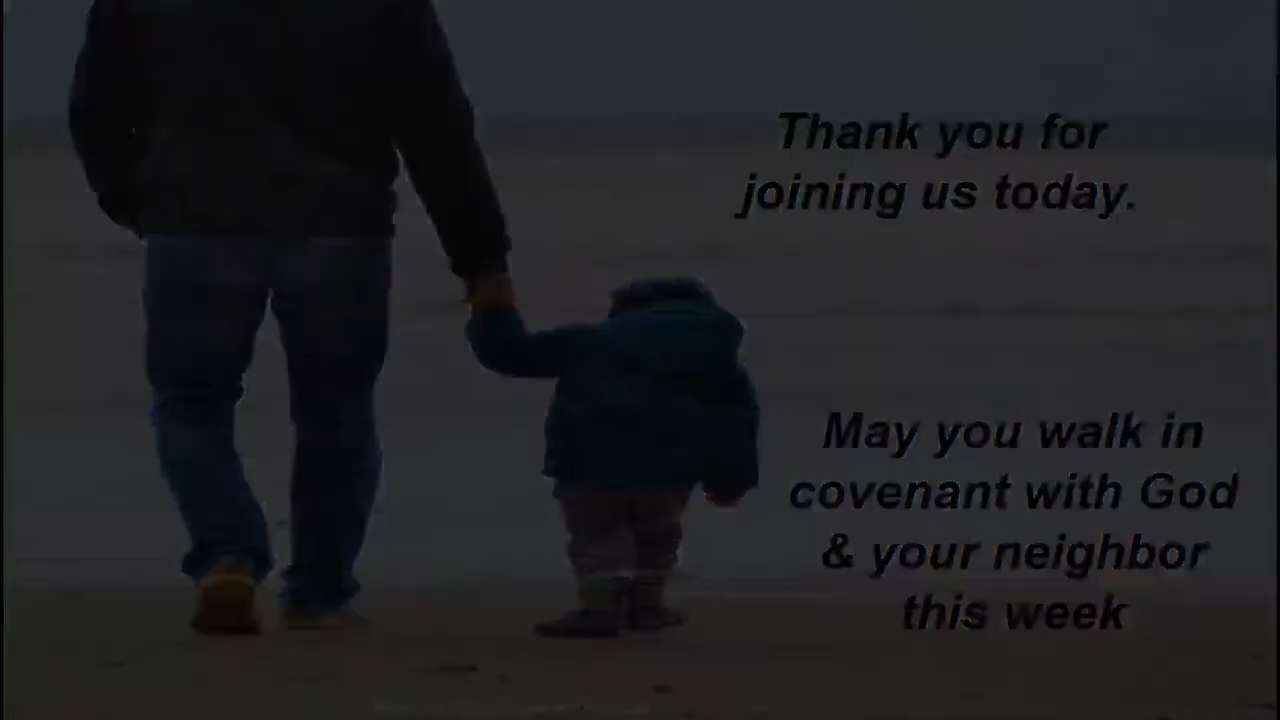 Thank you for
joining us today.
May you walk in
covenant with God
& your neighbor
this week